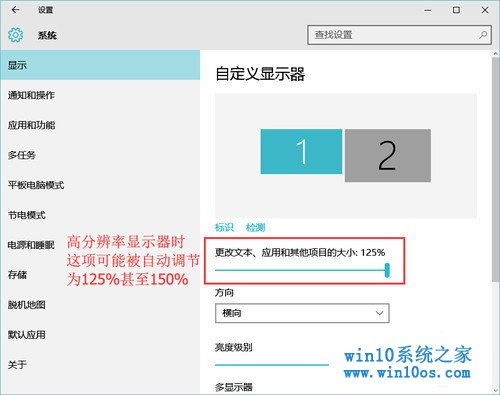 设置
系统
查找设置
显示
通知和操作
应用和功能
多任务
平板电脑模式
节电模式
电源和睡眠
存储
脱机地图
默认应用
关于
自定义显示器
1
2
标识 检测
高分辨率显示器时
这项可能被自动调节
为125%甚至150%
更改文本、应用和其他项目的大小: 125%
方向
横向
亮度级别
多显示器
win10系统之家
www.win10os.com